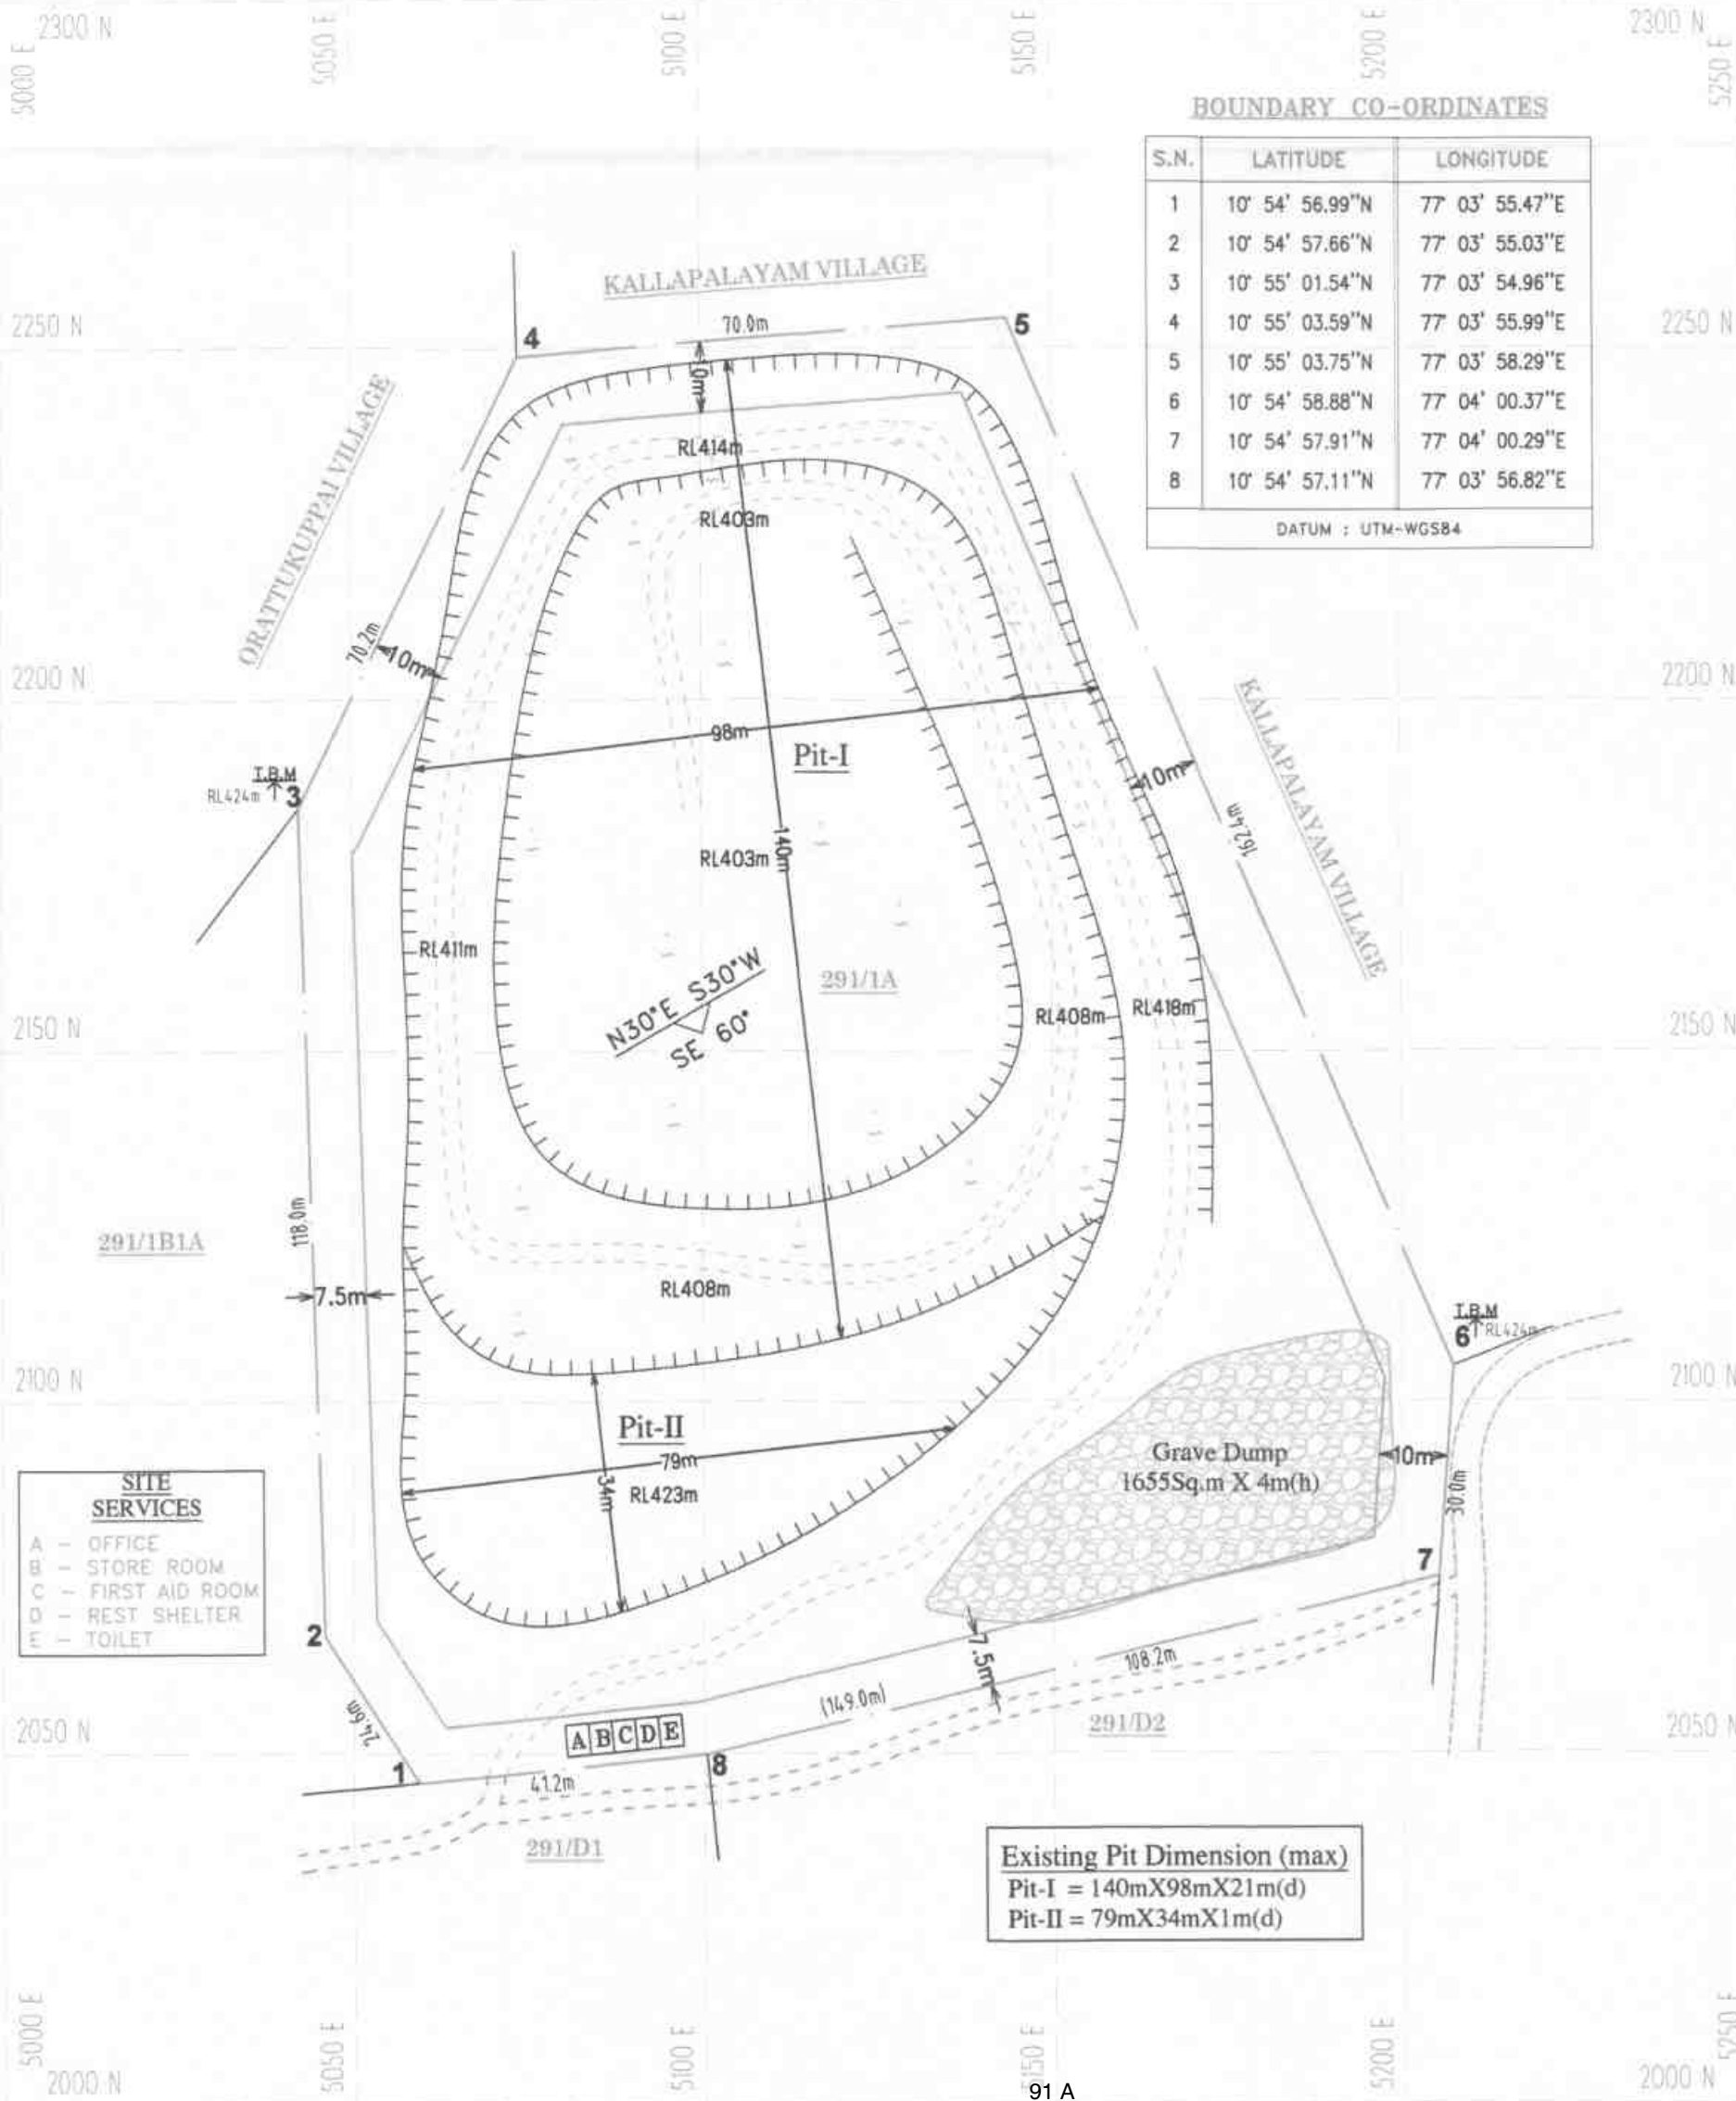 2300 N
5000 E
5050 E
5100 E
5150 E
5200 E
2300 N
5250 E
BOUNDARY CO-ORDINATES
S.N. LATITUDE LONGITUDE
1 10° 54' 56.99"N 77° 03' 55.47"E
2 10° 54' 57.66"N 77° 03' 55.03"E
3 10° 55' 01.54"N 77° 03' 54.96"E
4 10° 55' 03.59"N 77° 03' 55.99"E
5 10° 55' 03.75"N 77° 03' 58.29"E
6 10° 54' 58.88"N 77° 04' 00.37"E
7 10° 54' 57.91"N 77° 04' 00.29"E
8 10° 54' 57.11"N 77° 03' 56.82"E
DATUM : UTM-WGS84
KALLAPALAYAM VILLAGE
2250 N
4
70.0m
5
2250 N
10m
ORATTUKUPPAI VILLAGE
RL414m
RL403m
70.2m
10m
2200 N
2200 N
KALLAPALAYAM VILLAGE
98m
Pit-I
10m
T.B.M
RL424m
3
162.4m
140m
RL403m
RL411m
291/1A
N30°E S30°W
SE 60°
RL408m
RL418m
2150 N
2150 N
118.0m
291/1B1A
7.5m
RL408m
T.B.M
6 RL424m
2100 N
2100 N
Pit-II
79m
34m
RL423m
Grave Dump
1655Sq.m X 4m(h)
10m
30.0m
SITE
SERVICES
A - OFFICE
B - STORE ROOM
C - FIRST AID ROOM
D - REST SHELTER
E - TOILET
7
2
7.5m
108.2m
24.6m
(149.0m)
2050 N
A B C D E
291/D2
2050 N
1
41.2m
8
291/D1
Existing Pit Dimension (max)
Pit-I = 140mX98mX21m(d)
Pit-II = 79mX34mX1m(d)
5000 E
5050 E
5100 E
5150 E
5200 E
5250 E
2000 N
2000 N
91 A